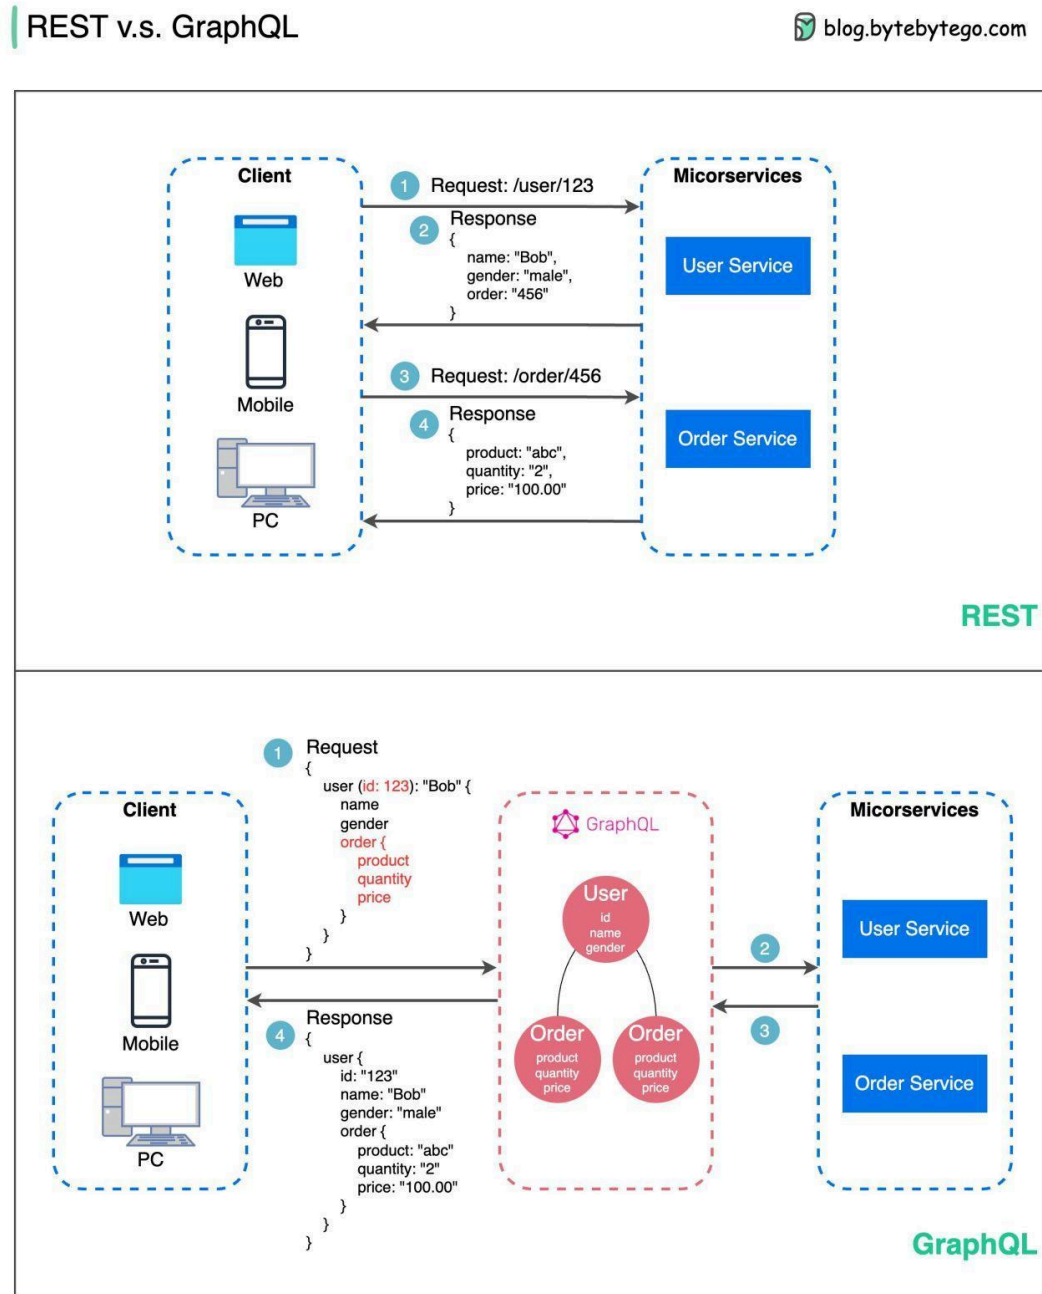 REST v.s. GraphQL
blog.bytebytego.com
Client
Web
Mobile
PC
1 Request: /user/123
2 Response
{
name: "Bob",
gender: "male",
order: "456"
}
3 Request: /order/456
4 Response
{
product: "abc",
quantity: "2",
price: "100.00"
}
Micorservices
User Service
Order Service
REST
Client
Web
Mobile
PC
1 Request
{
user (id: 123): "Bob" {
name
gender
order {
product
quantity
price
}
}
}
4 Response
{
user {
id: "123"
name: "Bob"
gender: "male"
order {
product: "abc"
quantity: "2"
price: "100.00"
}
}
}
GraphQL
User
id
name
gender
Order
product
quantity
price
Order
product
quantity
price
2
3
Micorservices
User Service
Order Service
GraphQL